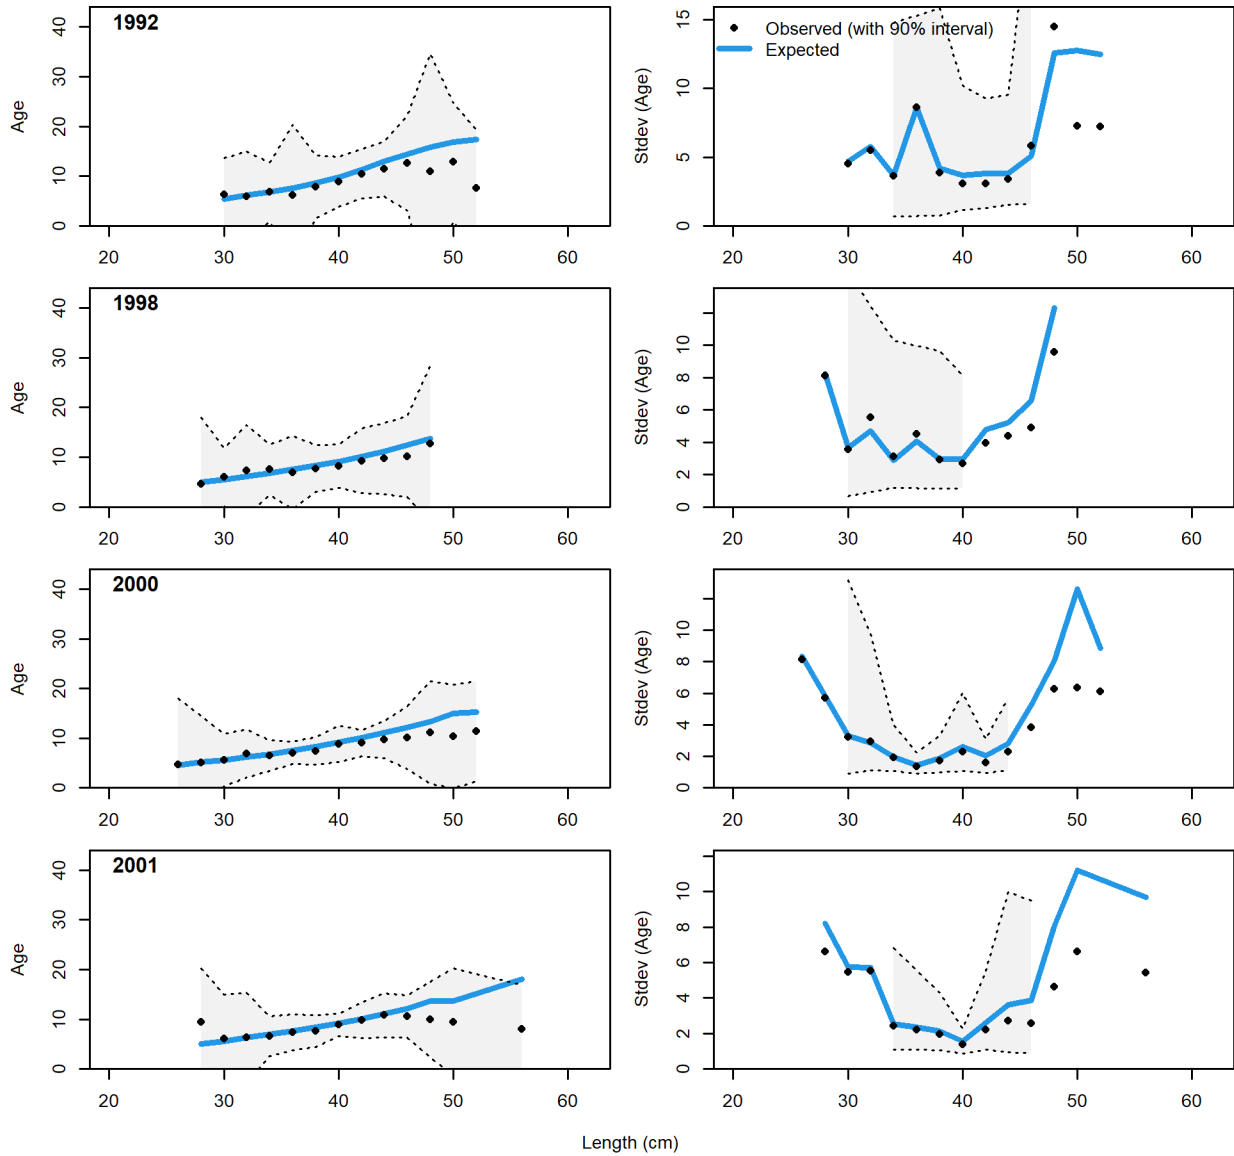 1992
Age
0 10 20 30 40
20 30 40 50 60
Observed (with 90% interval)
Expected
Stdev (Age)
0 5 10 15
20 30 40 50 60
1998
Age
0 10 20 30 40
20 30 40 50 60
Stdev (Age)
0 2 4 6 8 10
20 30 40 50 60
2000
Age
0 10 20 30 40
20 30 40 50 60
Stdev (Age)
0 2 4 6 8 10
20 30 40 50 60
2001
Age
0 10 20 30 40
20 30 40 50 60
Stdev (Age)
0 2 4 6 8 10
20 30 40 50 60
Length (cm)